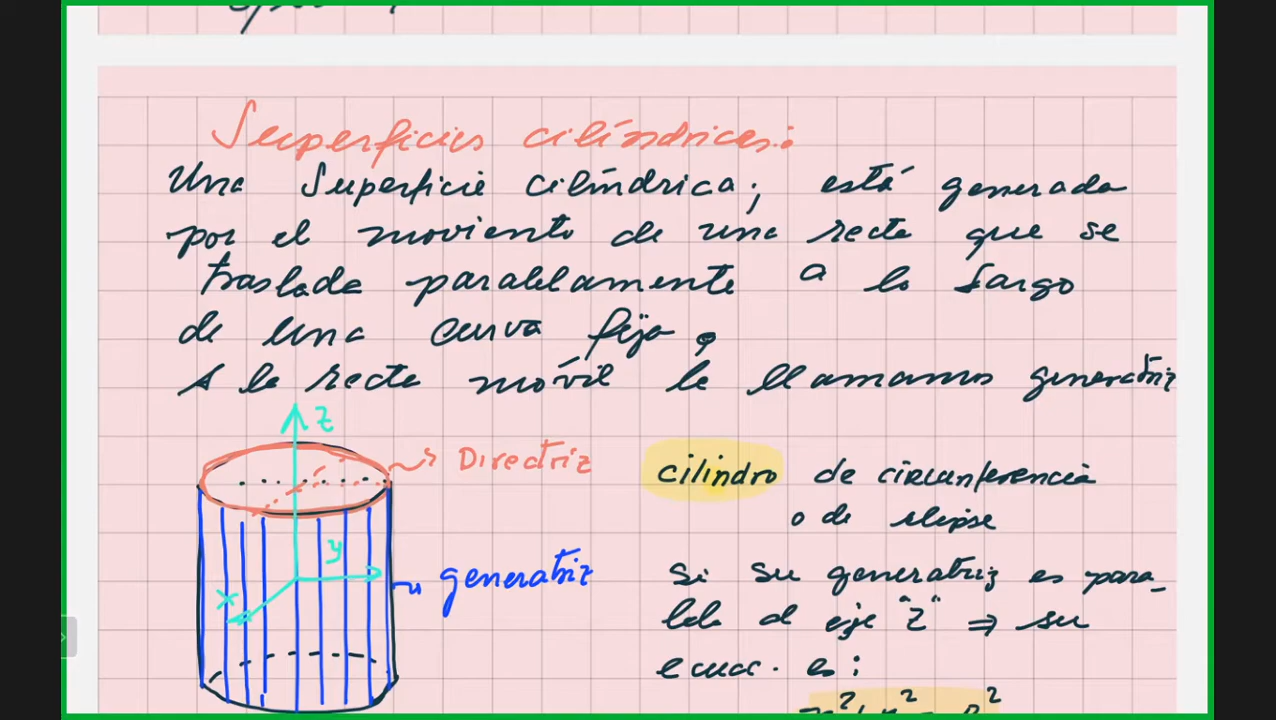 Superficies cilíndricas:
Una Superficie cilíndrica; está generada
por el moviento de una recta que se
traslada paralelamente a lo largo
de una curva fija.
A la recta móvil le llamamos generatriz
Z
Directriz
cilindro de circunferencia
o de elipse
y
generatriz
Si su generatriz es para_
x
lela al eje "Z" ⇒ su
ecuac. es: